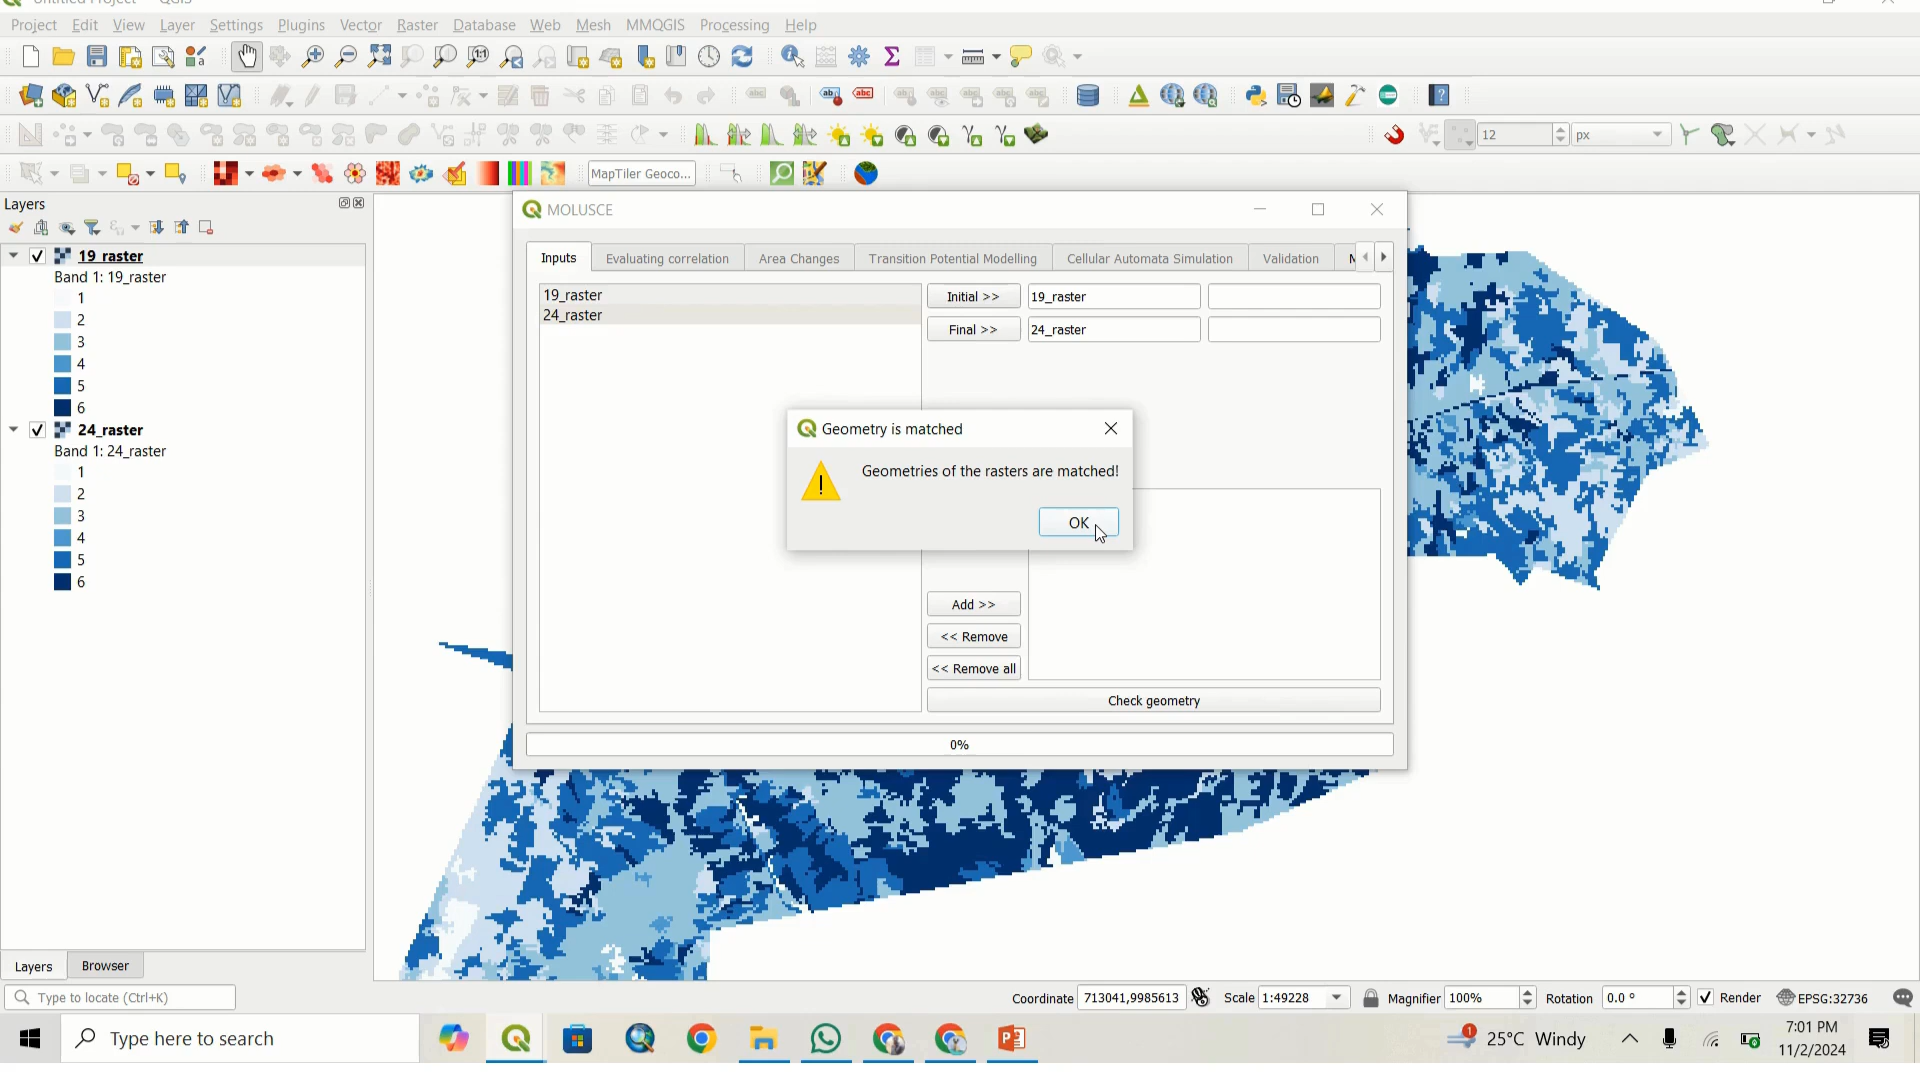 Untitled Project — QGIS
Project Edit View Layer Settings Plugins Vector Raster Database Web Mesh MMQGIS Processing Help
12 px
MapTiler Geoco...
Layers
19_raster
Band 1: 19_raster
1
2
3
4
5
6
24_raster
Band 1: 24_raster
1
2
3
4
5
6
MOLUSCE
Inputs Evaluating correlation Area Changes Transition Potential Modelling Cellular Automata Simulation Validation
19_raster
24_raster
Initial >> 19_raster
Final >> 24_raster
Geometry is matched
Geometries of the rasters are matched!
OK
Add >>
<< Remove
<< Remove all
Check geometry
0%
Layers Browser
Type to locate (Ctrl+K)
Coordinate 713041,9985613 Scale 1:49228 Magnifier 100% Rotation 0.0 ° Render EPSG:32736
Type here to search
1 25°C Windy
7:01 PM
11/2/2024